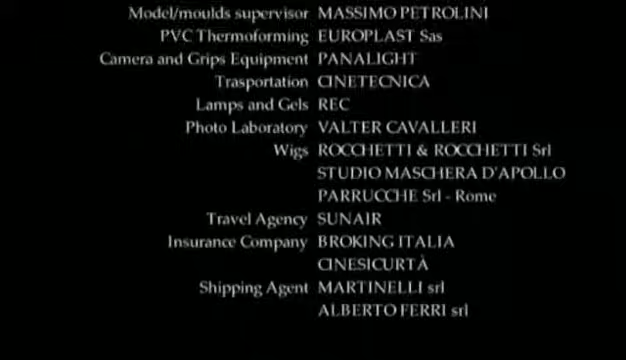 Model/moulds supervisor MASSIMO PETROLINI
PVC Thermoforming EUROPLAST Sas
Camera and Grips Equipment PANALIGHT
Trasportation CINETECNICA
Lamps and Gels REC
Photo Laboratory VALTER CAVALLERI
Wigs ROCCHETTI & ROCCHETTI Srl
STUDIO MASCHERA D'APOLLO
PARRUCCHE Srl - Rome
Travel Agency SUNAIR
Insurance Company BROKING ITALIA
CINESICURTÀ
Shipping Agent MARTINELLI srl
ALBERTO FERRI srl